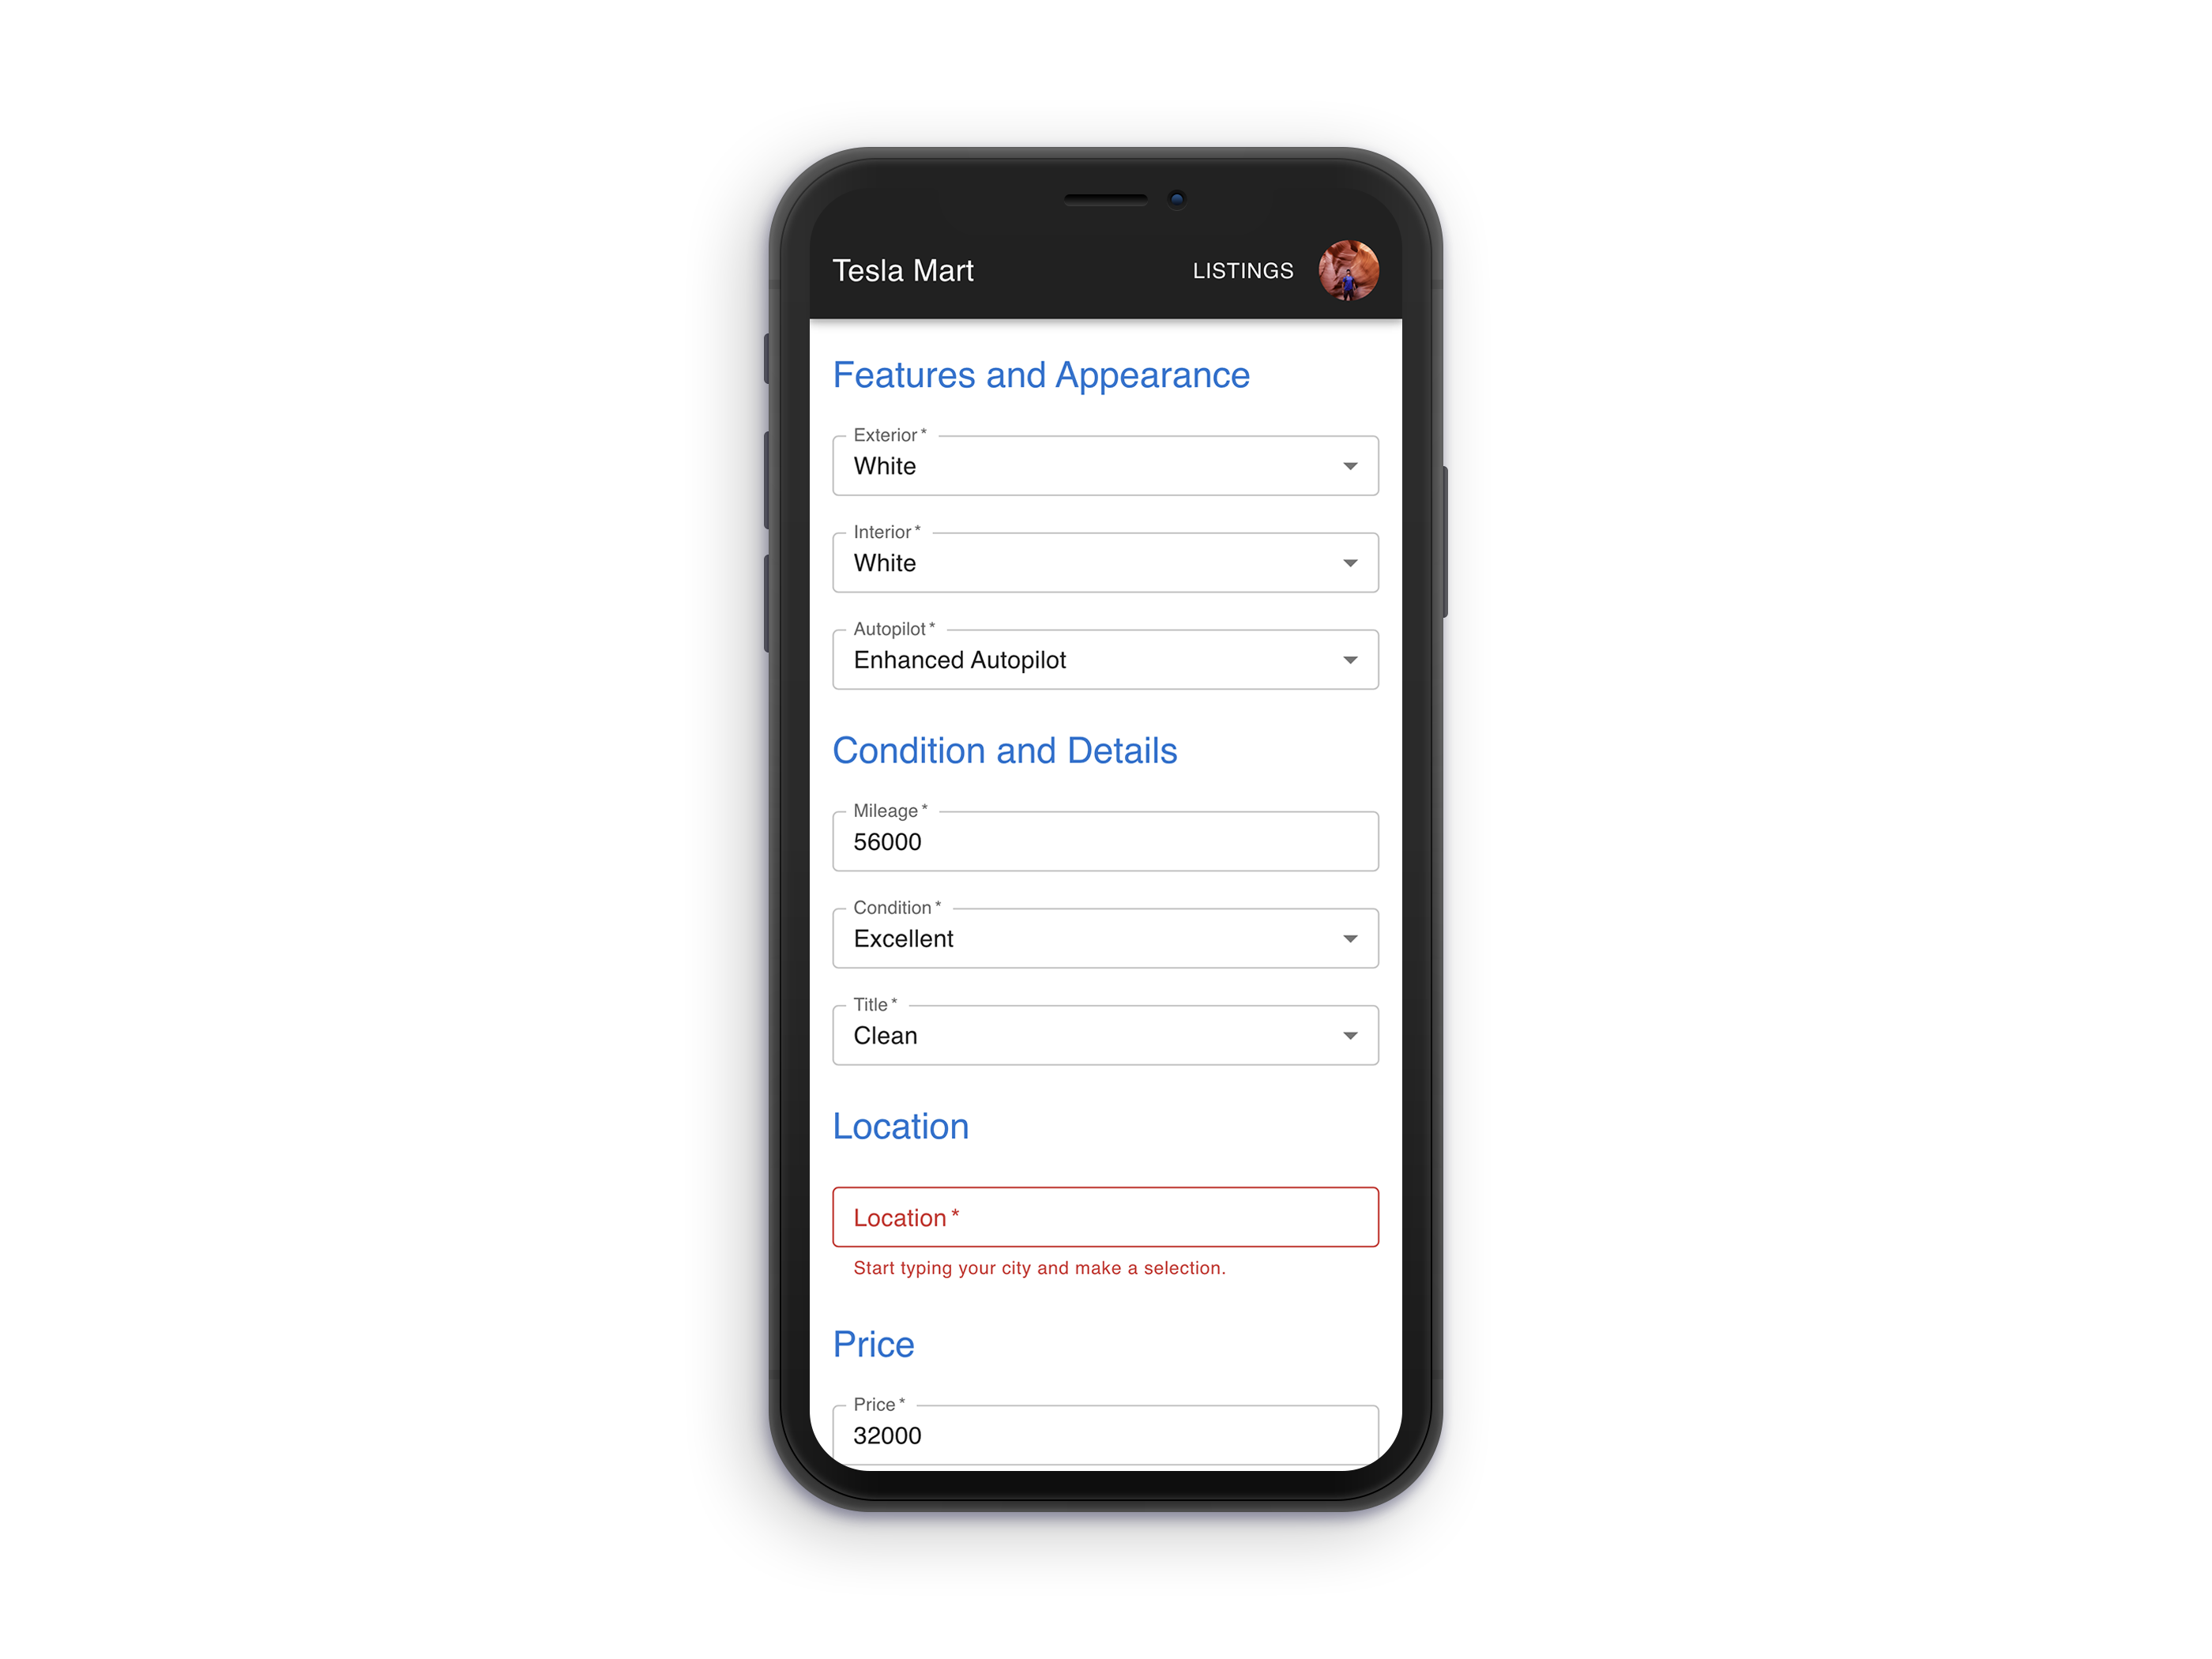 Tesla Mart LISTINGS
Features and Appearance
Exterior *
White
Interior *
White
Autopilot *
Enhanced Autopilot
Condition and Details
Mileage *
56000
Condition *
Excellent
Title *
Clean
Location
Location *
Start typing your city and make a selection.
Price
Price *
32000